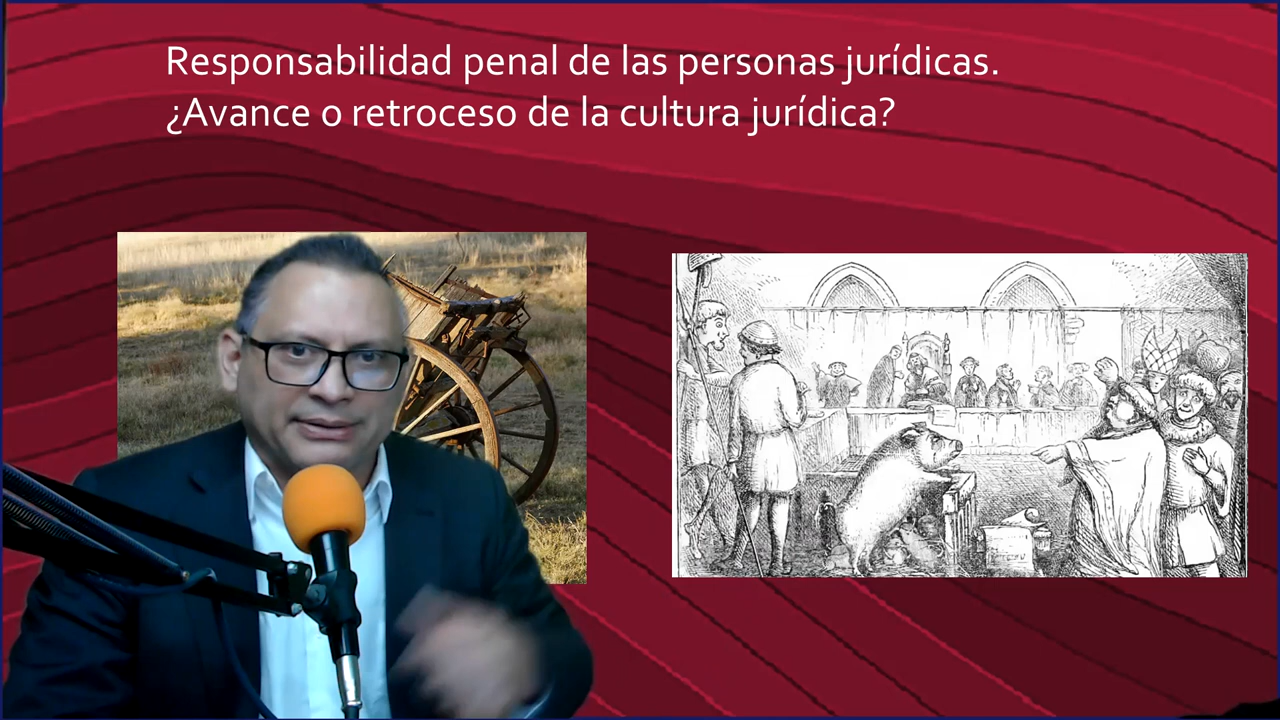 Responsabilidad penal de las personas jurídicas.
¿Avance o retroceso de la cultura jurídica?